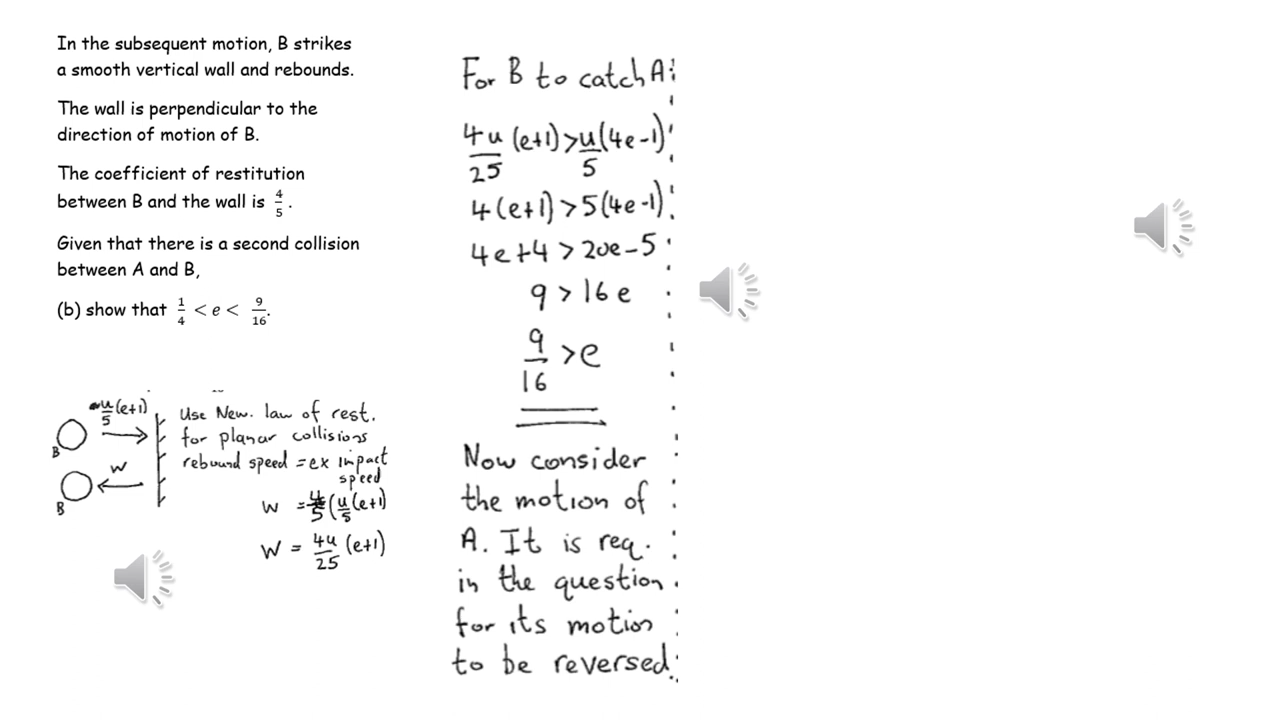 In the subsequent motion, B strikes
a smooth vertical wall and rebounds.
The wall is perpendicular to the
direction of motion of B.
The coefficient of restitution
between B and the wall is 4/5 .
Given that there is a second collision
between A and B,
(b) show that 1/4 < e < 9/16.
u/5 (e+1)
B
W
B
Use New. law of rest.
for planar collisions
rebound speed = e x impact
speed
W = 4/5 (u/5 (e+1)
W = 4u/25 (e+1)
For B to catch A:
4u/25 (e+1) > u/5 (4e-1)
4(e+1) > 5(4e-1)
4e+4 > 20e-5
9 > 16e
9/16 > e
Now consider
the motion of
A. It is req.
in the question
for its motion
to be reversed.